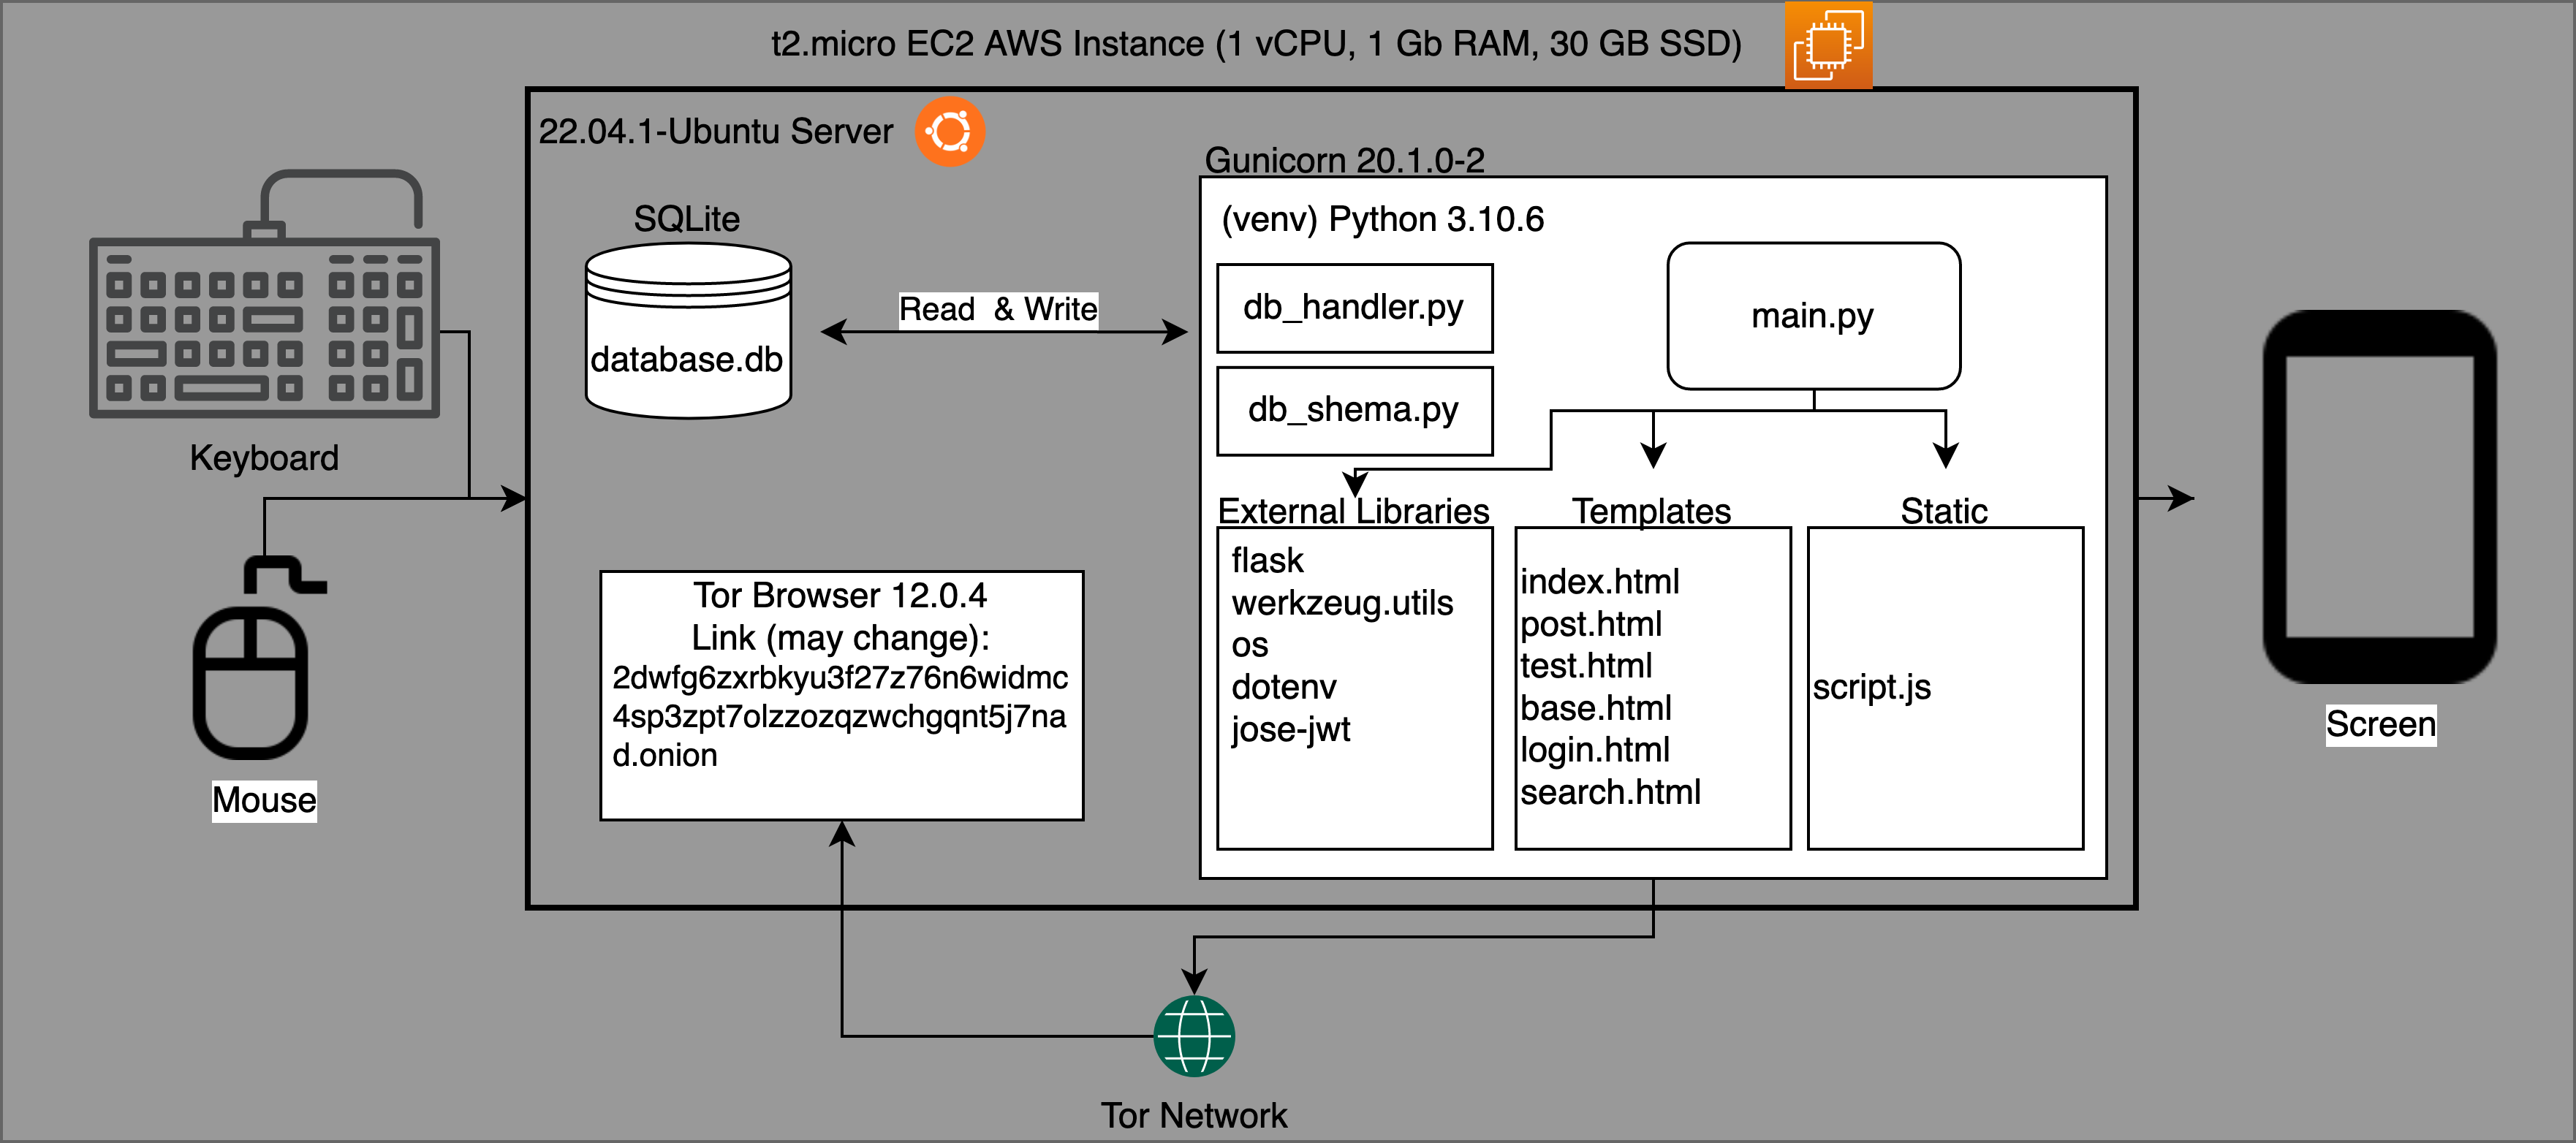 t2.micro EC2 AWS Instance (1 vCPU, 1 Gb RAM, 30 GB SSD)
22.04.1-Ubuntu Server
Gunicorn 20.1.0-2
SQLite
database.db
Read & Write
(venv) Python 3.10.6
db_handler.py
db_shema.py
main.py
External Libraries
flask
werkzeug.utils
os
dotenv
jose-jwt
Templates
index.html
post.html
test.html
base.html
login.html
search.html
Static
script.js
Keyboard
Mouse
Tor Browser 12.0.4
Link (may change):
2dwfg6zxrbkyu3f27z76n6widmc
4sp3zpt7olzzozqzwchgqnt5j7na
d.onion
Screen
Tor Network